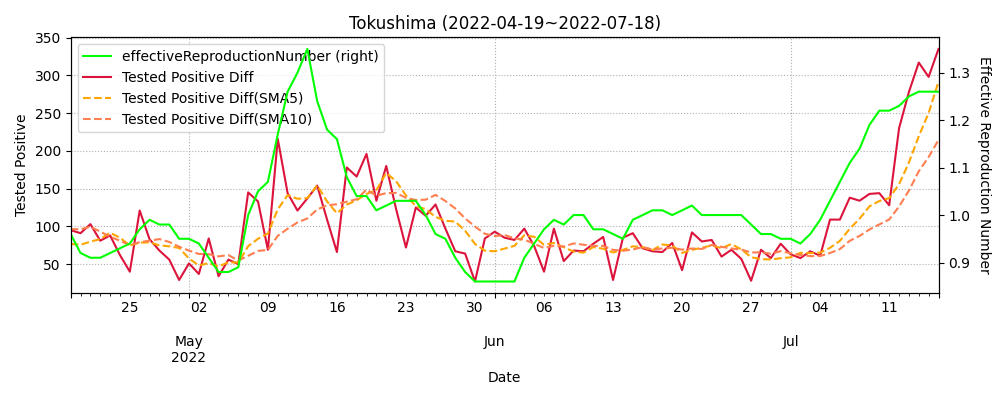 Tokushima (2022-04-19~2022-07-18)
effectiveReproductionNumber (right)
Tested Positive Diff
Tested Positive Diff(SMA5)
Tested Positive Diff(SMA10)
350
300
250
200
150
100
50
Tested Positive
1.3
1.2
1.1
1.0
0.9
Effective Reproduction Number
25 02 09 16 23 30 06 13 20 27 04 11
May Jun Jul
2022
Date